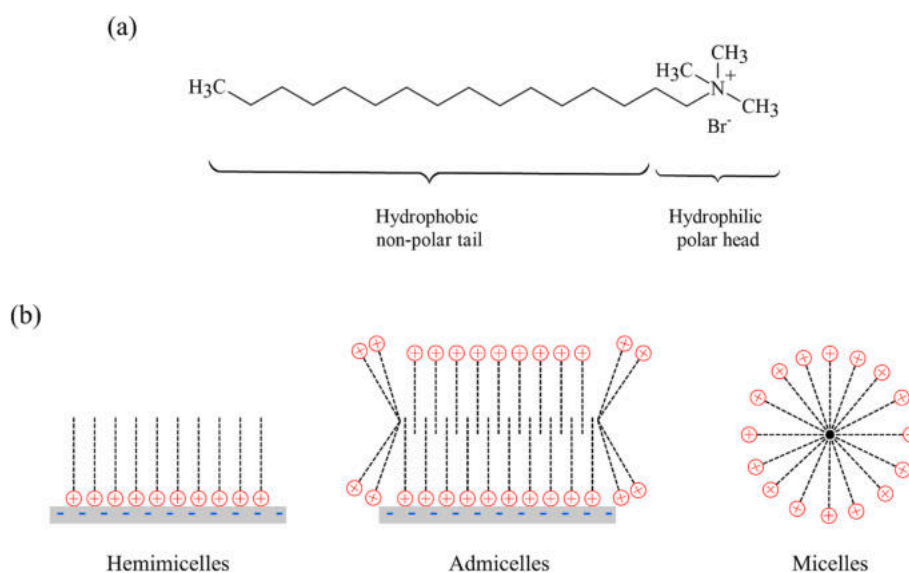 (a)
H3C
H3C
CH3
N+
CH3
Br-
Hydrophobic
non-polar tail
Hydrophilic
polar head
(b)
Hemimicelles
Admicelles
Micelles